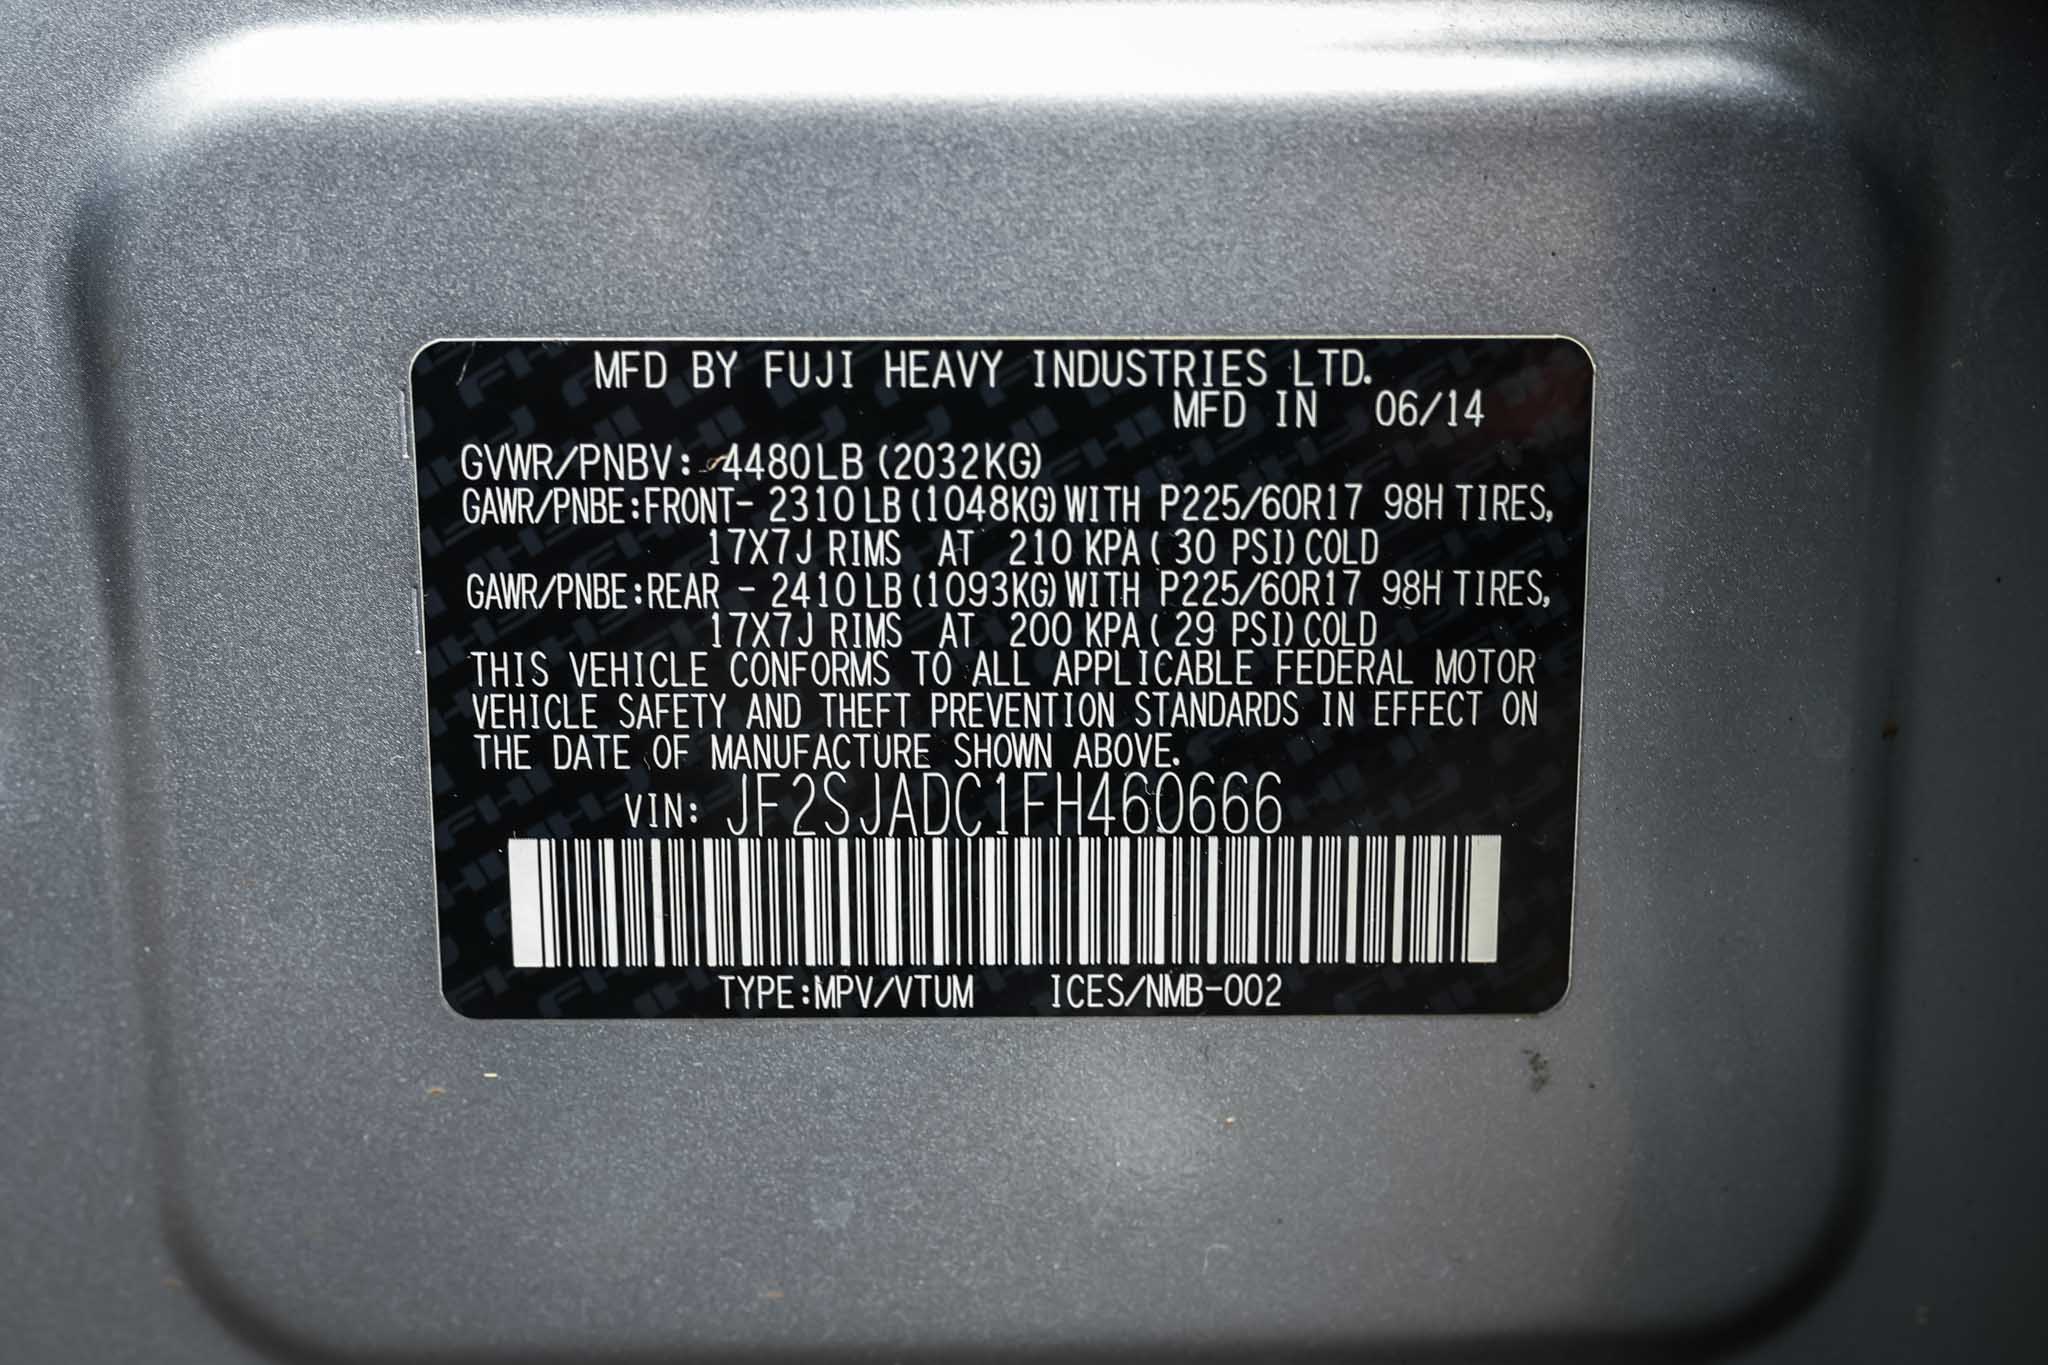 MFD BY FUJI HEAVY INDUSTRIES LTD.
MFD IN 06/14
GVWR/PNBV: 4480LB (2032KG)
GAWR/PNBE:FRONT- 2310LB (1048KG) WITH P225/60R17 98H TIRES,
17X7J RIMS AT 210 KPA ( 30 PSI) COLD
GAWR/PNBE:REAR - 2410LB (1093KG) WITH P225/60R17 98H TIRES,
17X7J RIMS AT 200 KPA ( 29 PSI) COLD
THIS VEHICLE CONFORMS TO ALL APPLICABLE FEDERAL MOTOR
VEHICLE SAFETY AND THEFT PREVENTION STANDARDS IN EFFECT ON
THE DATE OF MANUFACTURE SHOWN ABOVE.
VIN: JF2SJADC1FH460666
TYPE:MPV/VTUM ICES/NMB-002